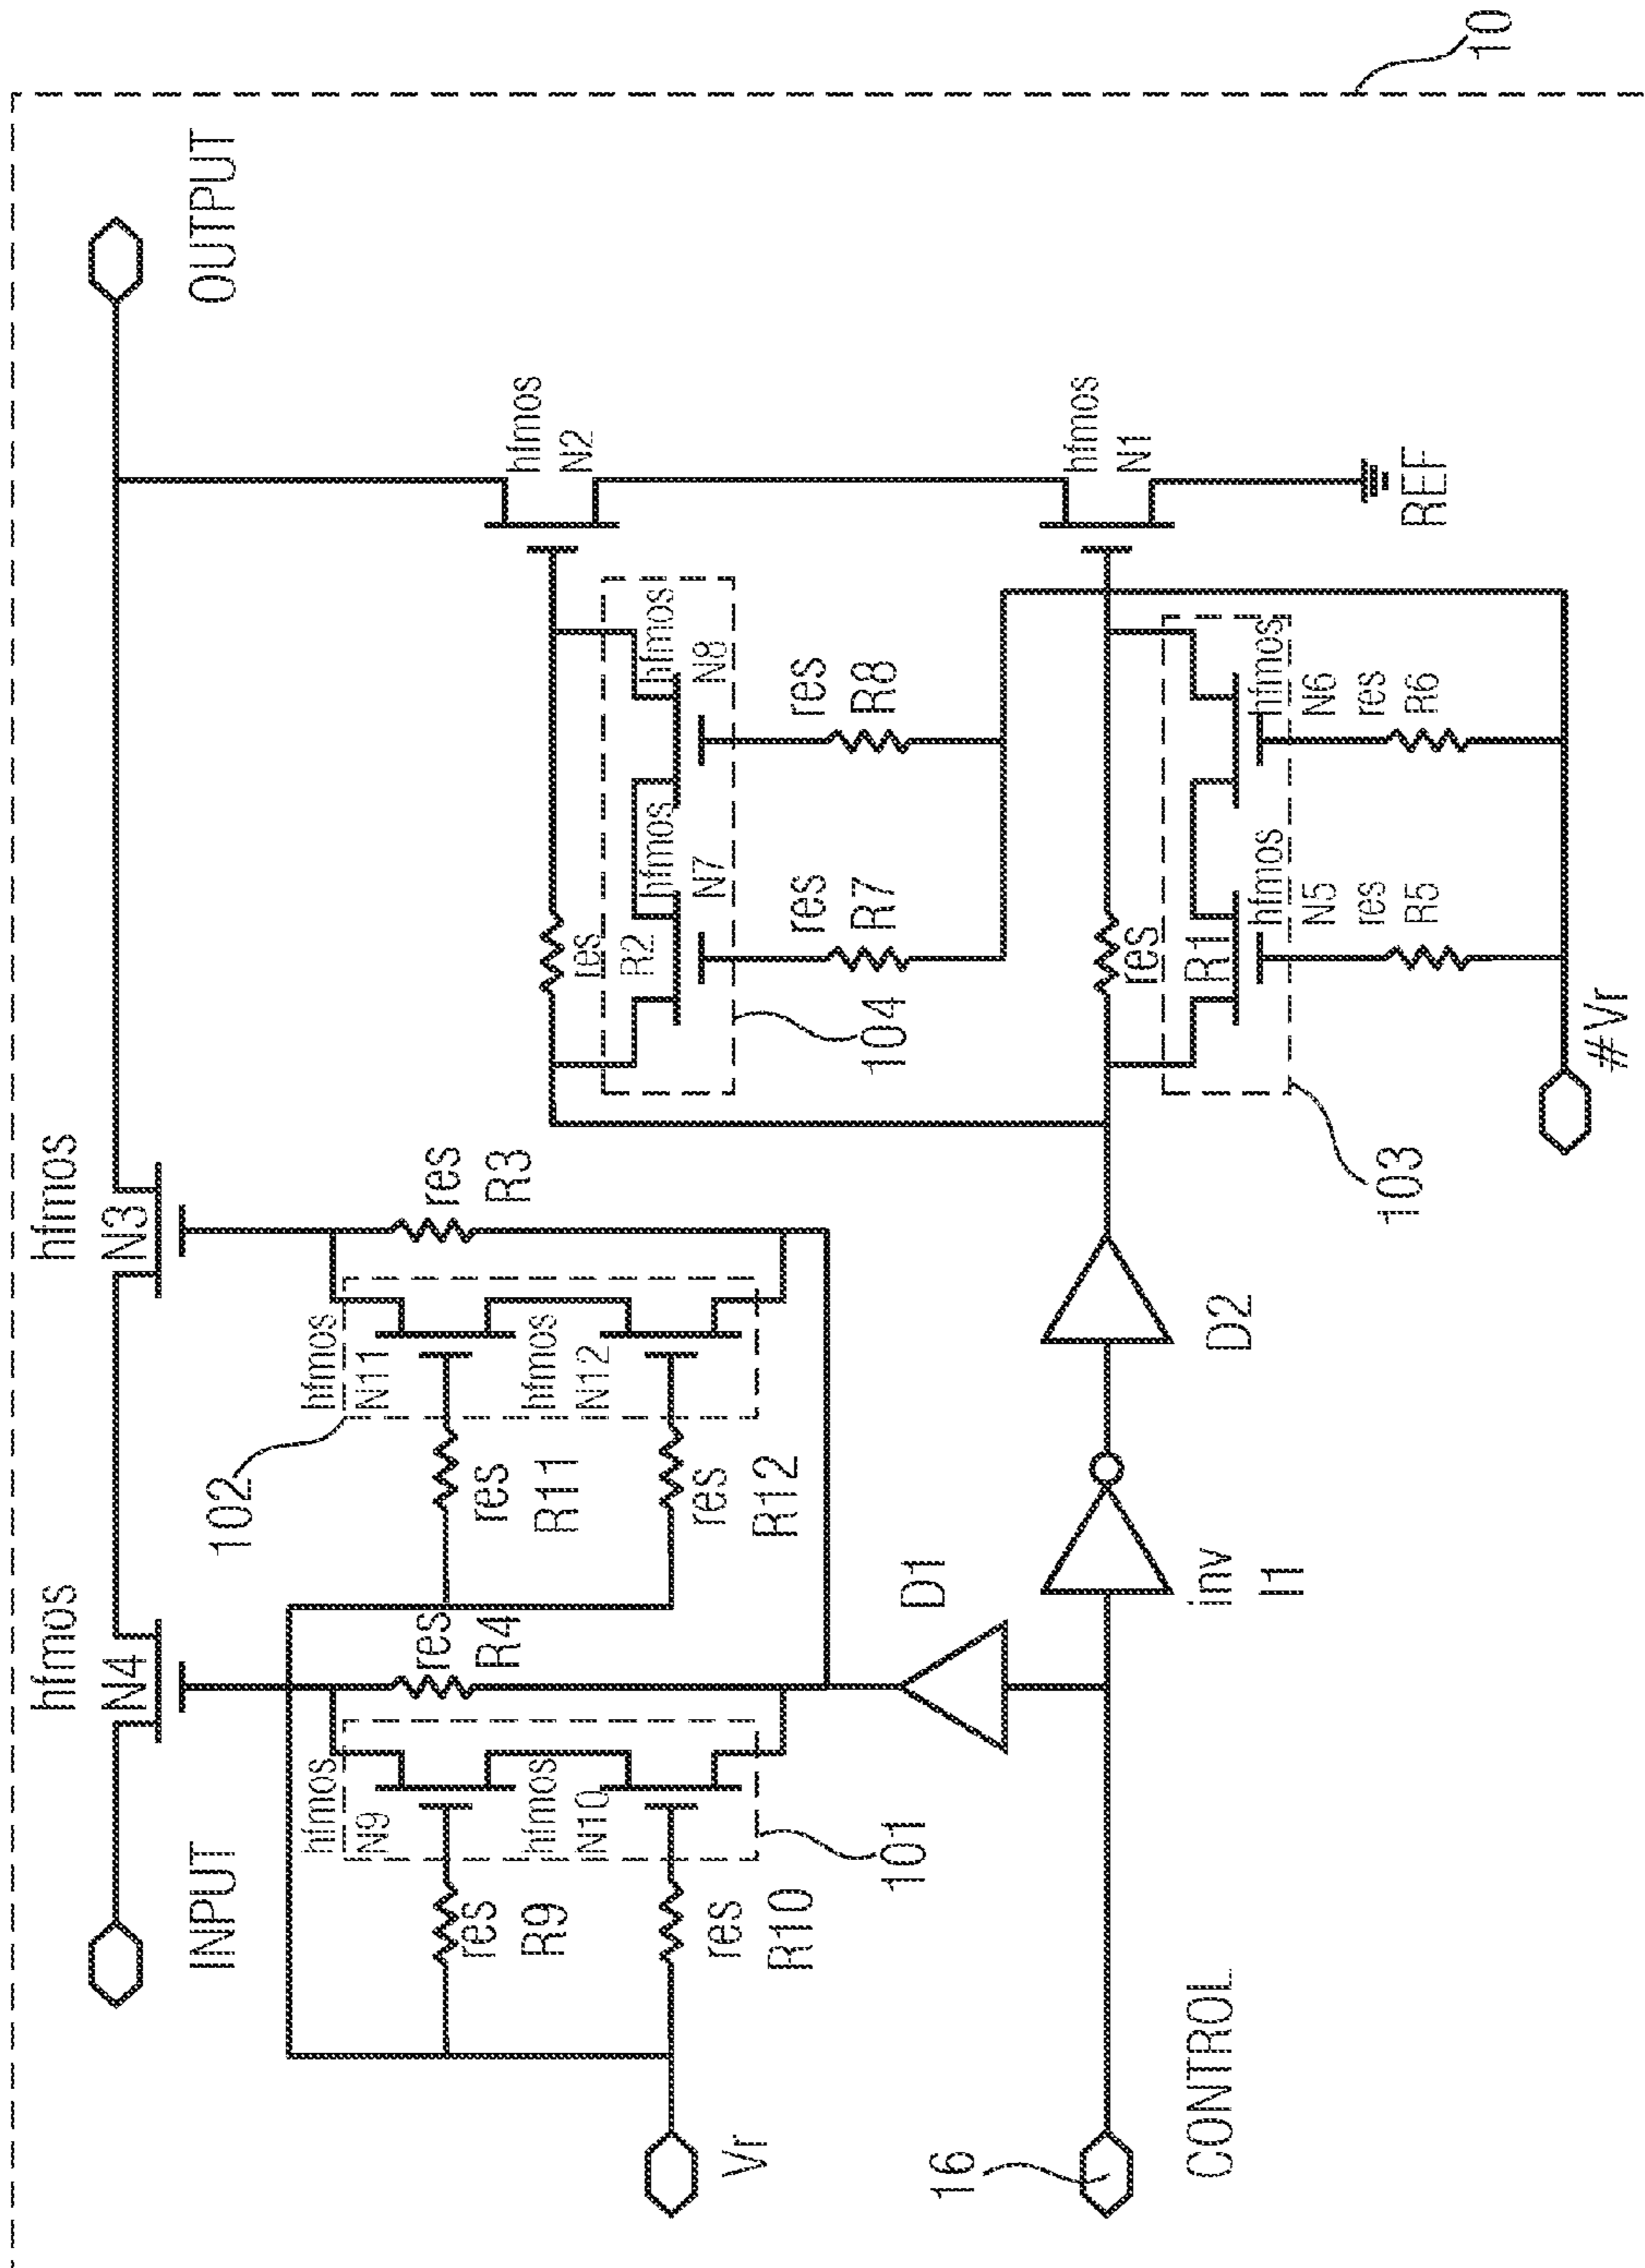 10
INPUT
OUTPUT
hfmos
N4
hfmos
N3
hfmos
N9
hfmos
N10
101
res
R9
res
R10
res
R4
102
hfmos
N11
hfmos
N12
res
R11
res
R12
res
R3
Vr
16
CONTROL
D1
inv
I1
D2
hfmos
N2
hfmos
N1
REF
res
R2
hfmos
N7
hfmos
N8
104
res
R7
res
R8
res
R1
hfmos
N5
res
R5
hfmos
N6
res
R6
103
#Vr